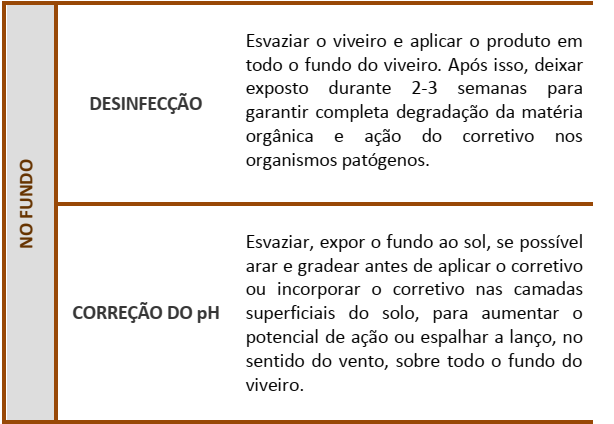 NO FUNDO
DESINFECÇÃO
Esvaziar o viveiro e aplicar o produto em
todo o fundo do viveiro. Após isso, deixar
exposto durante 2-3 semanas para
garantir completa degradação da matéria
orgânica e ação do corretivo nos
organismos patógenos.
CORREÇÃO DO pH
Esvaziar, expor o fundo ao sol, se possível
arar e gradear antes de aplicar o corretivo
ou incorporar o corretivo nas camadas
superficiais do solo, para aumentar o
potencial de ação ou espalhar a lanço, no
sentido do vento, sobre todo o fundo do
viveiro.